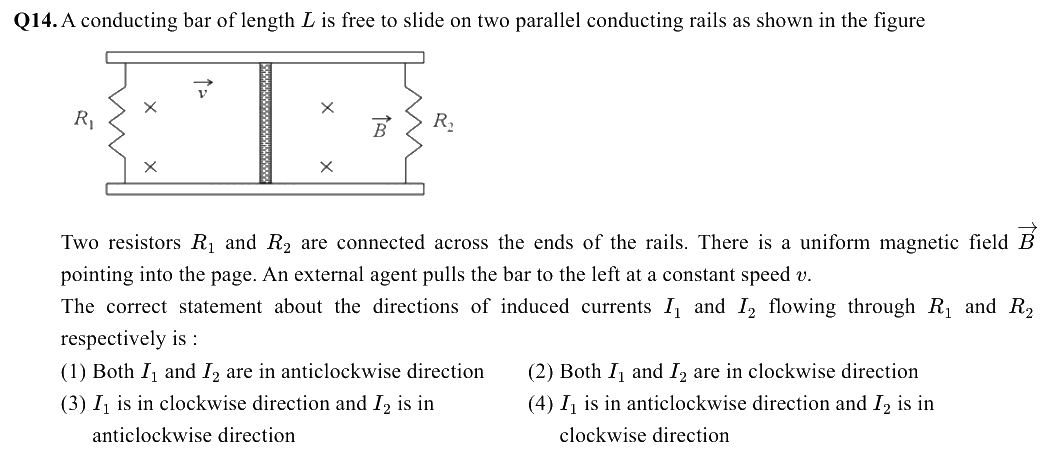 Q14. A conducting bar of length L is free to slide on two parallel conducting rails as shown in the figure
R₁
v⃗
B⃗
R₂
Two resistors R₁ and R₂ are connected across the ends of the rails. There is a uniform magnetic field B⃗
pointing into the page. An external agent pulls the bar to the left at a constant speed v.
The correct statement about the directions of induced currents I₁ and I₂ flowing through R₁ and R₂
respectively is :
(1) Both I₁ and I₂ are in anticlockwise direction (2) Both I₁ and I₂ are in clockwise direction
(3) I₁ is in clockwise direction and I₂ is in (4) I₁ is in anticlockwise direction and I₂ is in
anticlockwise direction clockwise direction